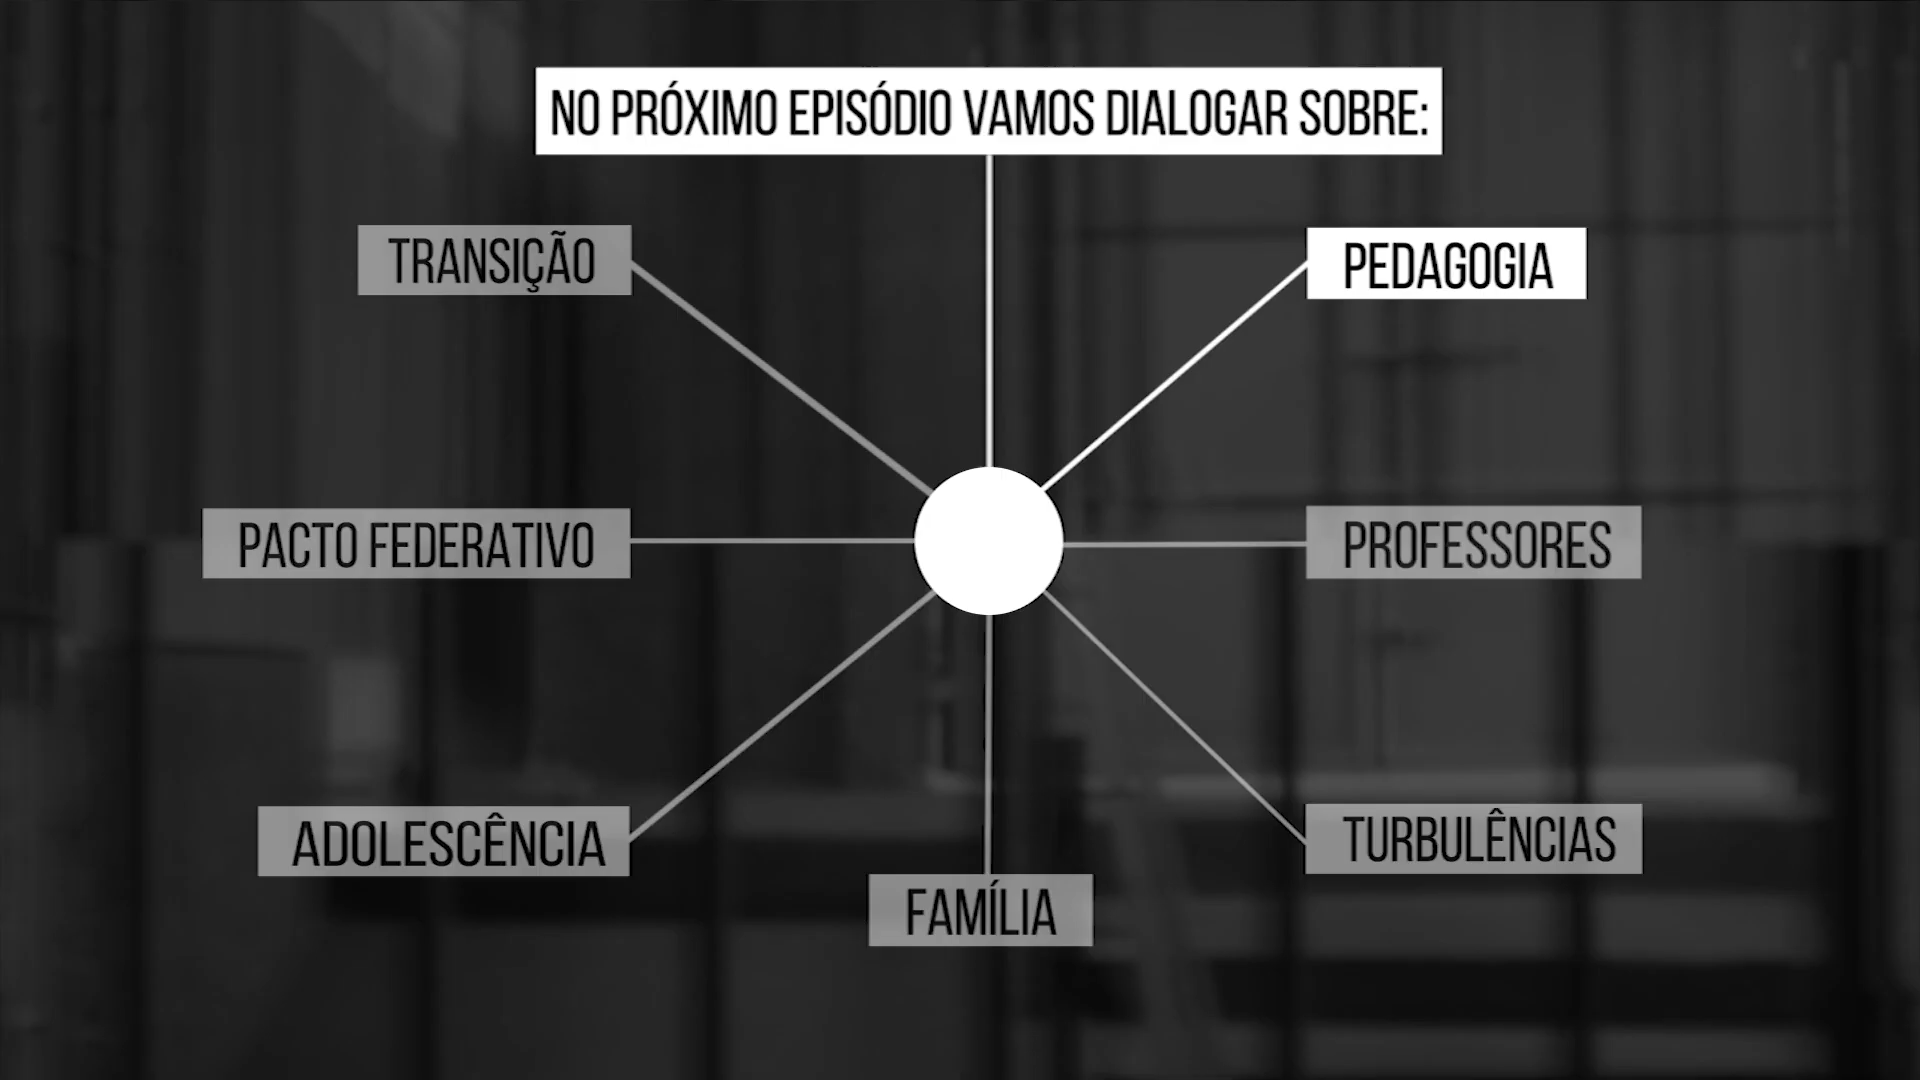 NO PRÓXIMO EPISÓDIO VAMOS DIALOGAR SOBRE:
TRANSIÇÃO
PEDAGOGIA
PACTO FEDERATIVO
PROFESSORES
ADOLESCÊNCIA
TURBULÊNCIAS
FAMÍLIA